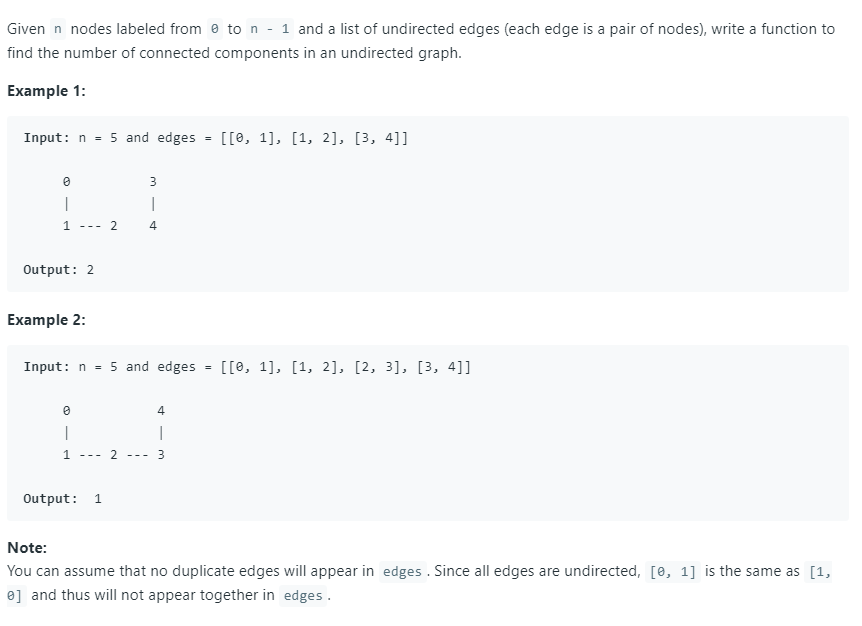 Given n nodes labeled from 0 to n - 1 and a list of undirected edges (each edge is a pair of nodes), write a function to
find the number of connected components in an undirected graph.
Example 1:
Input: n = 5 and edges = [[0, 1], [1, 2], [3, 4]]
0          3
|          |
1 --- 2    4
Output: 2
Example 2:
Input: n = 5 and edges = [[0, 1], [1, 2], [2, 3], [3, 4]]
0           4
|           |
1 --- 2 --- 3
Output:  1
Note:
You can assume that no duplicate edges will appear in edges . Since all edges are undirected, [0, 1] is the same as [1,
0] and thus will not appear together in edges .